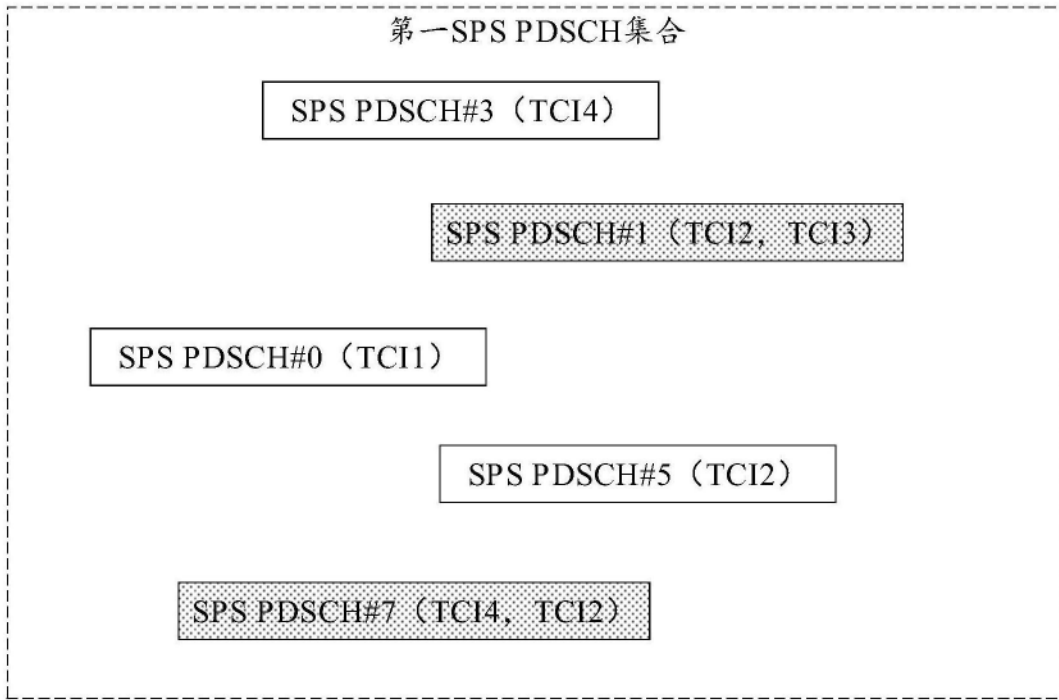 第一SPS PDSCH集合
SPS PDSCH#3（TCI4）
SPS PDSCH#1（TCI2，TCI3）
SPS PDSCH#0（TCI1）
SPS PDSCH#5（TCI2）
SPS PDSCH#7（TCI4，TCI2）